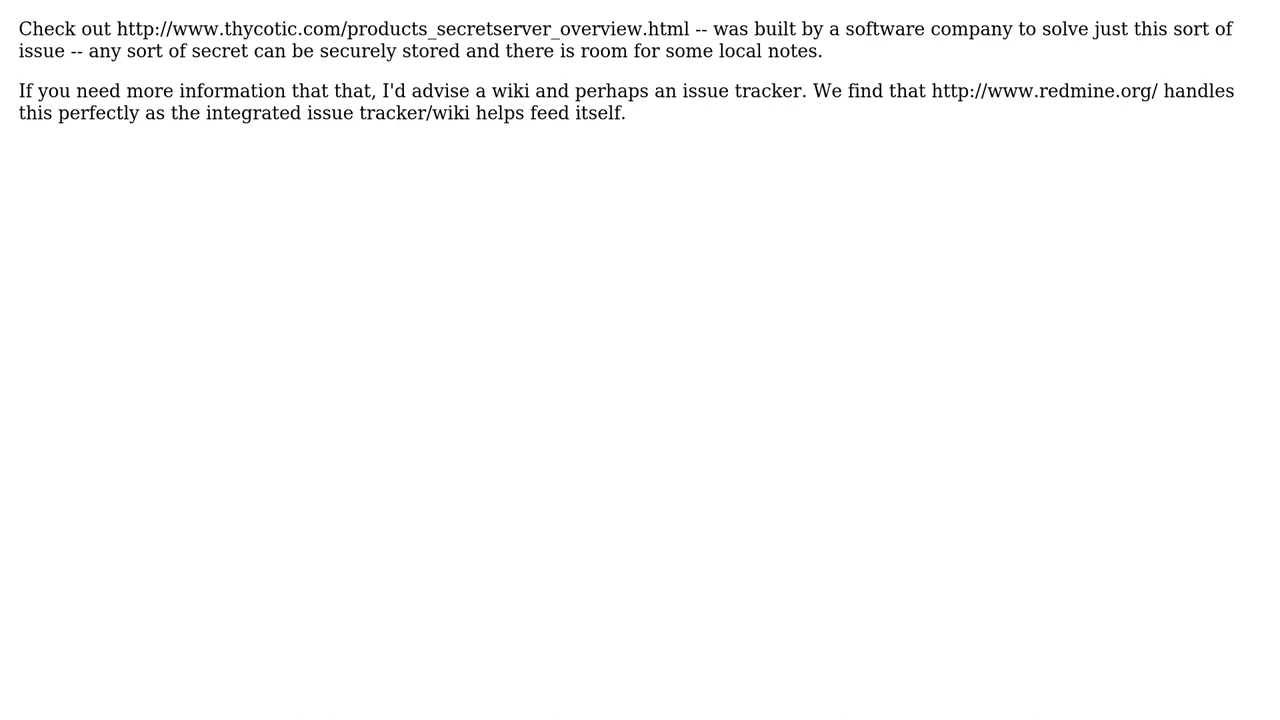 Check out http://www.thycotic.com/products_secretserver_overview.html -- was built by a software company to solve just this sort of
issue -- any sort of secret can be securely stored and there is room for some local notes.
If you need more information that that, I'd advise a wiki and perhaps an issue tracker. We find that http://www.redmine.org/ handles
this perfectly as the integrated issue tracker/wiki helps feed itself.